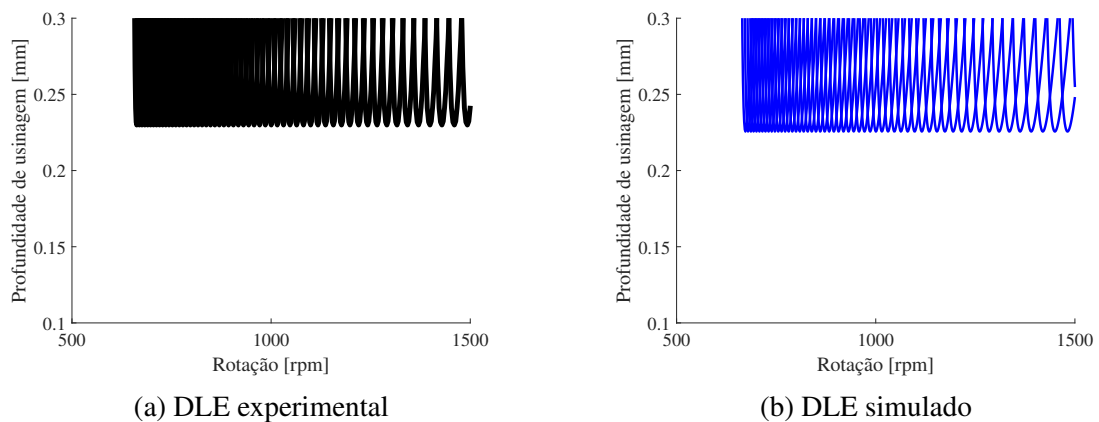 0.3
0.25
0.2
0.15
0.1
500
1000
1500
Profundidade de usinagem [mm]
Rotação [rpm]
(a) DLE experimental
0.3
0.25
0.2
0.15
0.1
500
1000
1500
Profundidade de usinagem [mm]
Rotação [rpm]
(b) DLE simulado